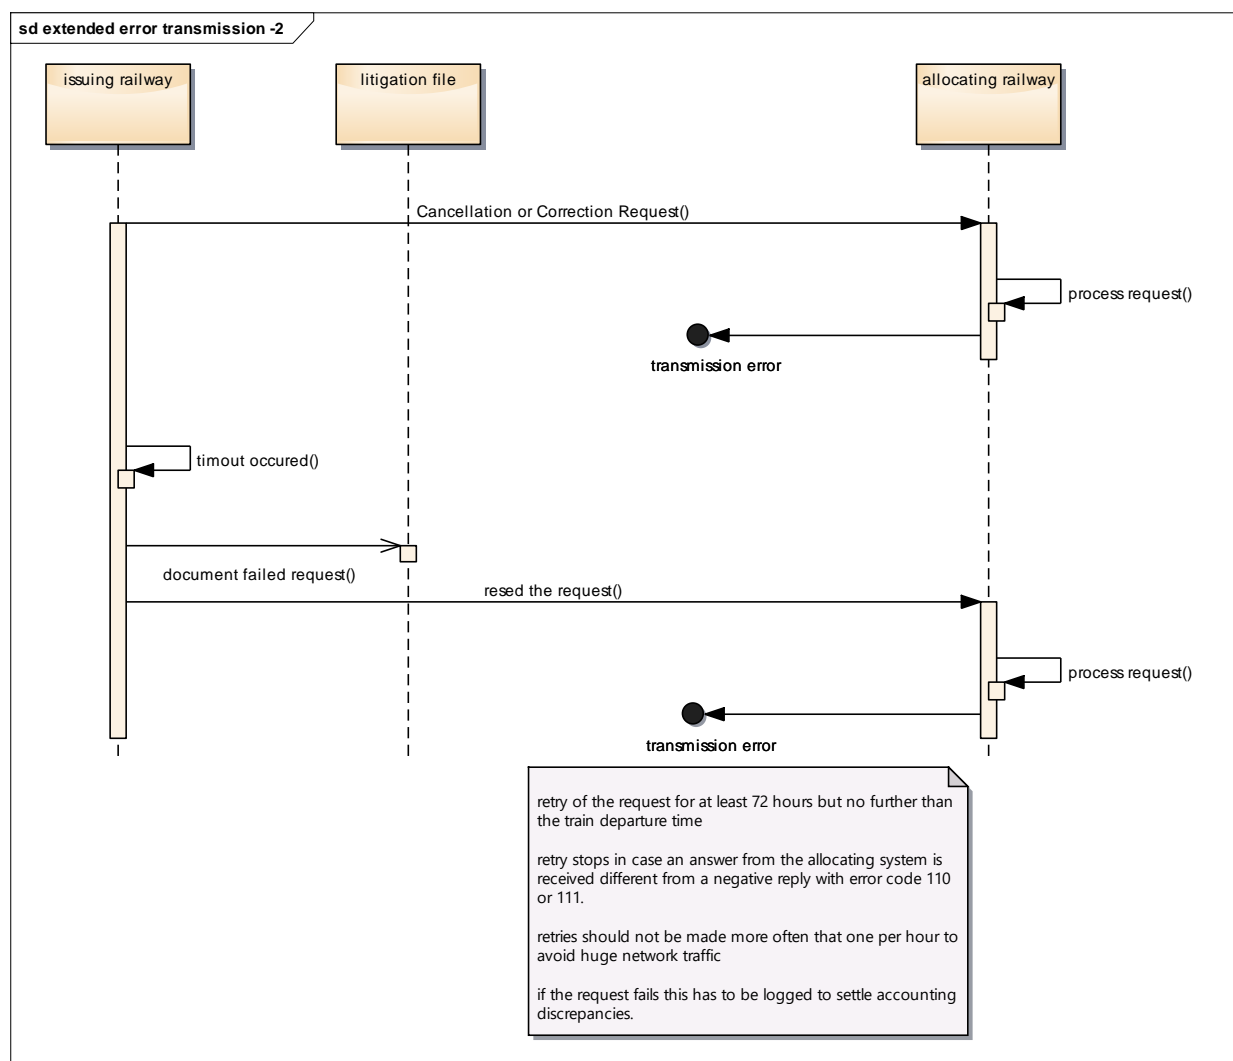 sd extended error transmission -2
issuing railway
litigation file
allocating railway
Cancellation or Correction Request()
process request()
transmission error
timout occured()
document failed request()
resed the request()
process request()
transmission error
retry of the request for at least 72 hours but no further than
the train departure time
retry stops in case an answer from the allocating system is
received different from a negative reply with error code 110
or 111.
retries should not be made more often that one per hour to
avoid huge network traffic
if the request fails this has to be logged to settle accounting
discrepancies.